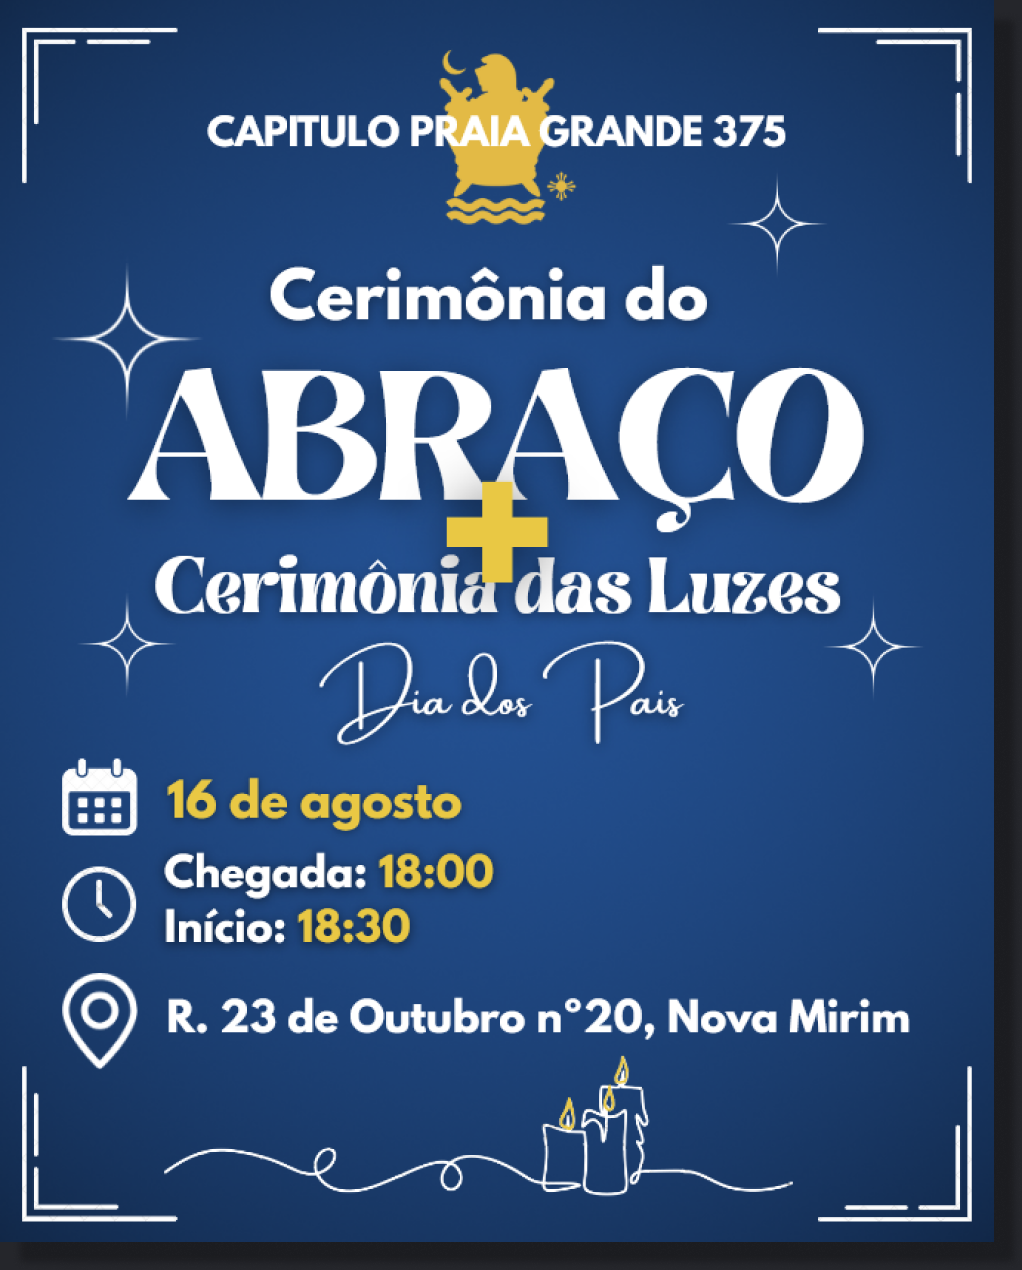 CAPITULO PRAIA GRANDE 375
Cerimônia do
ABRAÇO
+
Cerimônia das Luzes
Dia dos Pais
16 de agosto
Chegada: 18:00
Início: 18:30
R. 23 de Outubro n°20, Nova Mirim